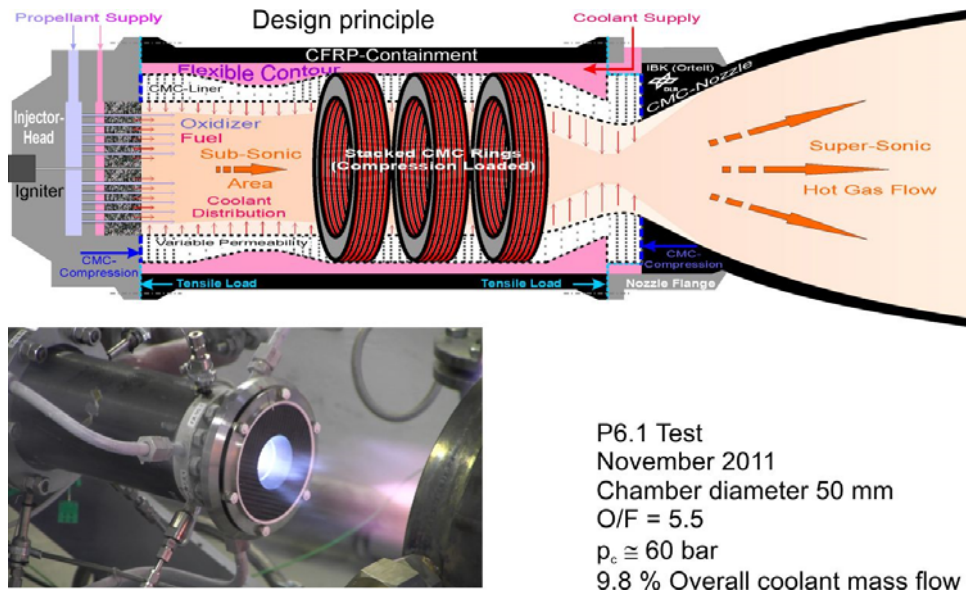 Design principle
Propellant Supply
Coolant Supply
CFRP-Containment
Flexible Contour
CMC-Liner
IBK (Örtelt)
DLR
CMC-Nozzle
Injector-
Head
Oxidizer
Fuel
Igniter
Sub-Sonic
Area
Stacked CMC Rings
(Compression Loaded)
Super-Sonic
Hot Gas Flow
Coolant
Distribution
Variable Permeability
CMC-
Compression
CMC-
Compression
Tensile Load
Tensile Load
Nozzle Flange
P6.1 Test
November 2011
Chamber diameter 50 mm
O/F = 5.5
pc ≅ 60 bar
9.8 % Overall coolant mass flow